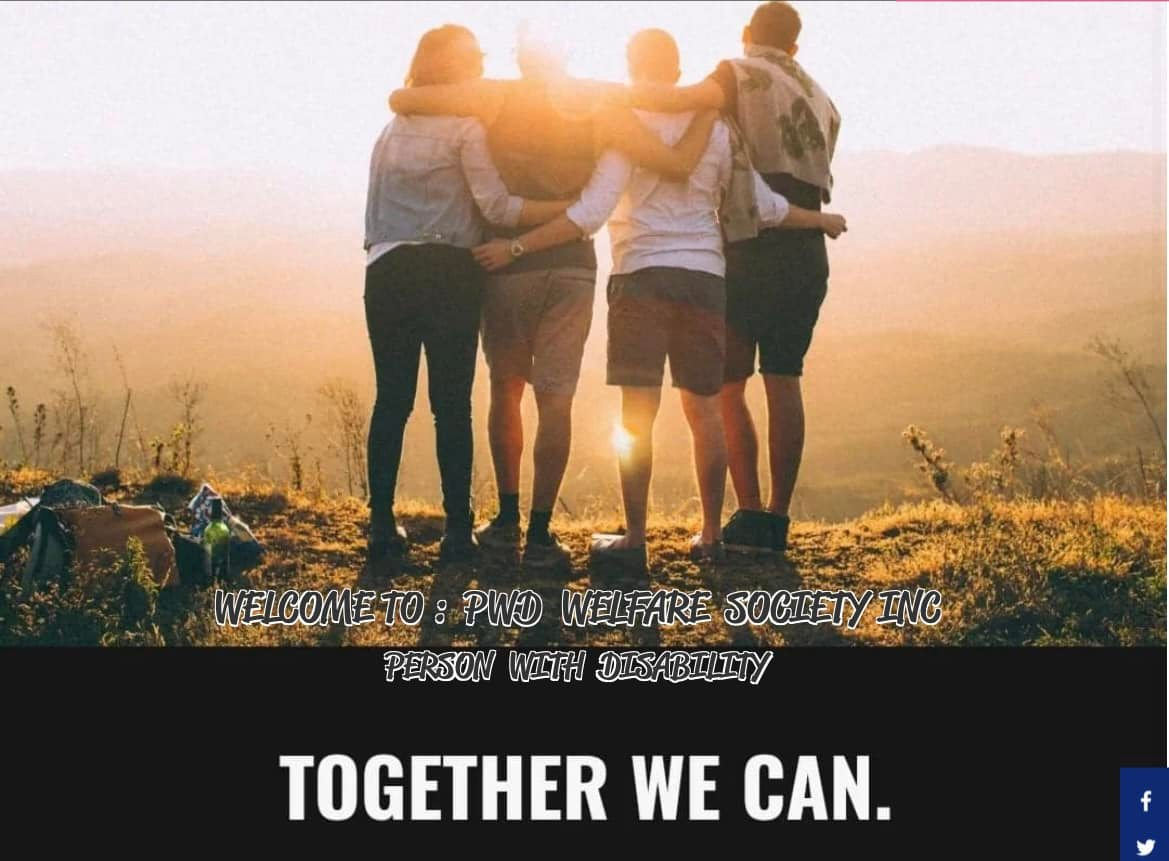 WELCOME TO : PWD WELFARE SOCIETY INC
PERSON WITH DISABILITY
TOGETHER WE CAN.